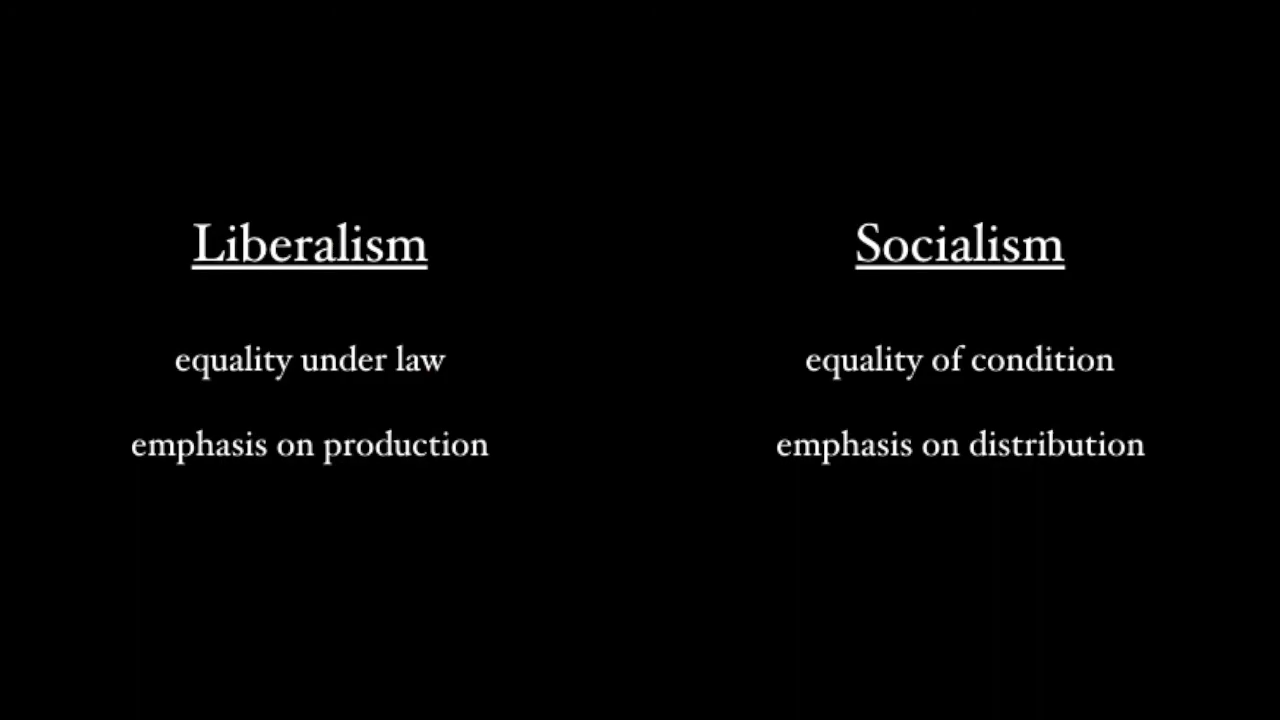 Liberalism
equality under law
emphasis on production
Socialism
equality of condition
emphasis on distribution